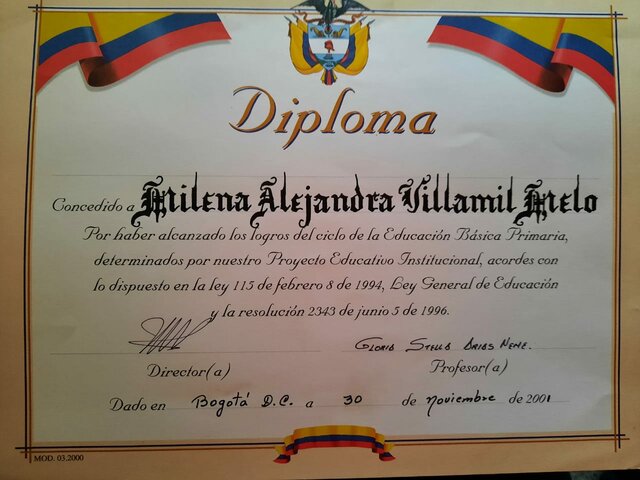 Diploma
Concedido a Milena Alejandra Villamil Melo
Por haber alcanzado los logros del ciclo de la Educación Básica Primaria,
determinados por nuestro Proyecto Educativo Institucional, acordes con
lo dispuesto en la ley 115 de febrero 8 de 1994, Ley General de Educación
y la resolución 2343 de junio 5 de 1996.
Gloria Stella Arias Neme.
Director(a) Profesor(a)
Dado en Bogotá D.C. a 30 de noviembre de 2001
MOD. 03.2000